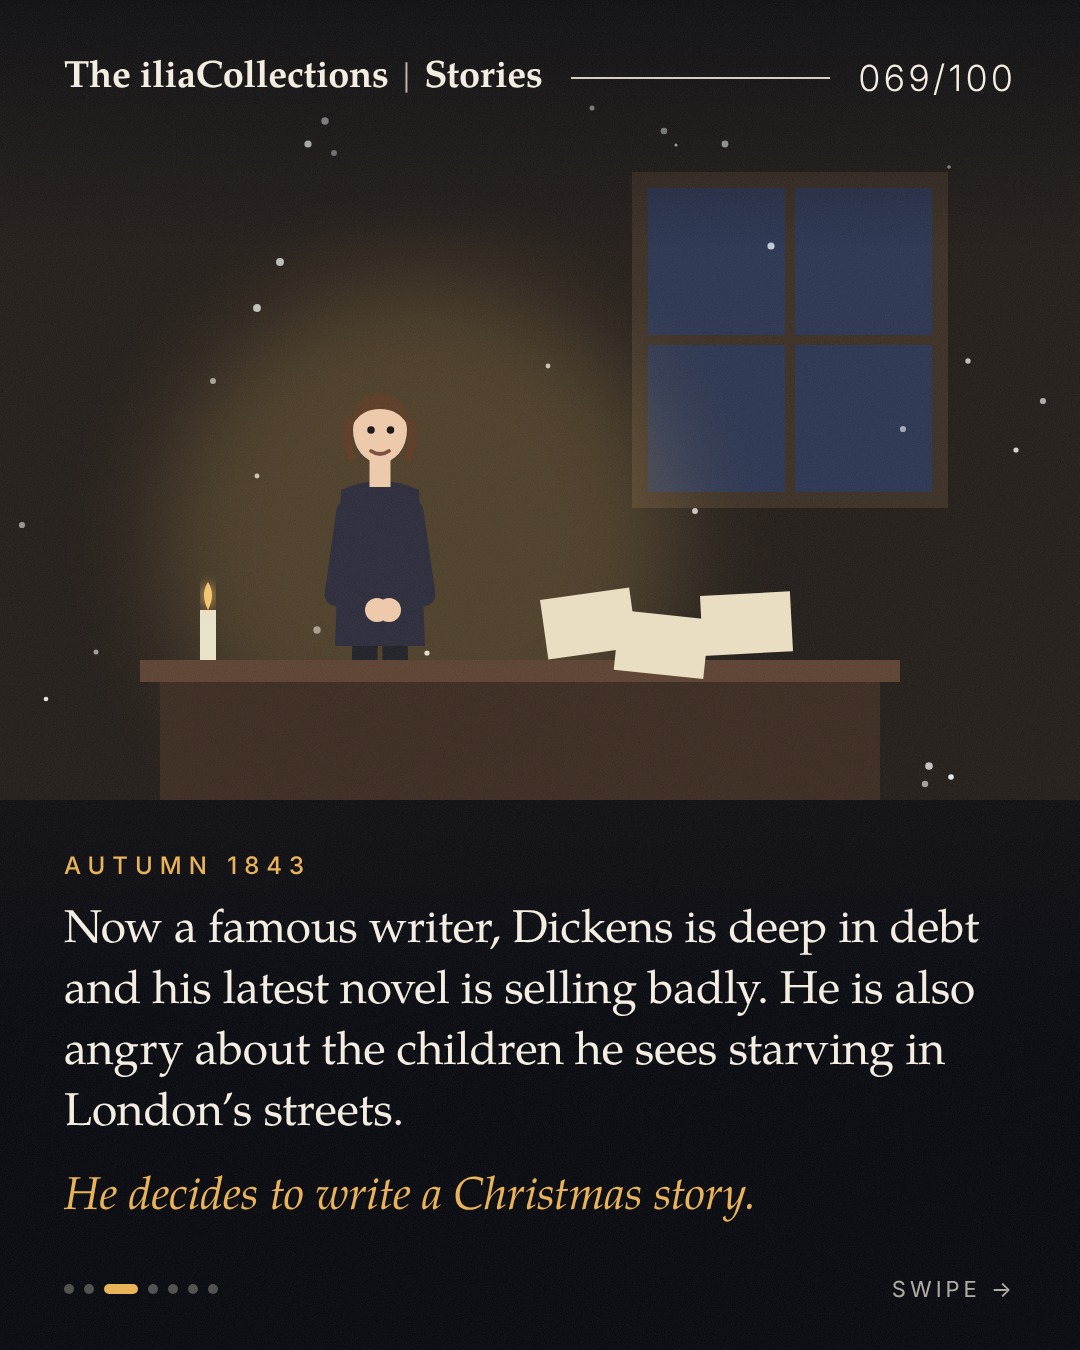 The iliaCollections | Stories 069/100
AUTUMN 1843
Now a famous writer, Dickens is deep in debt
and his latest novel is selling badly. He is also
angry about the children he sees starving in
London’s streets.
He decides to write a Christmas story.
SWIPE →